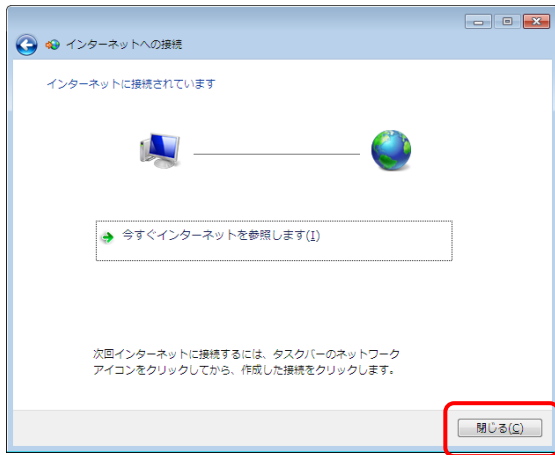 インターネットへの接続
インターネットに接続されています
今すぐインターネットを参照します(I)
次回インターネットに接続するには、タスクバーのネットワーク
アイコンをクリックしてから、作成した接続をクリックします。
閉じる(C)